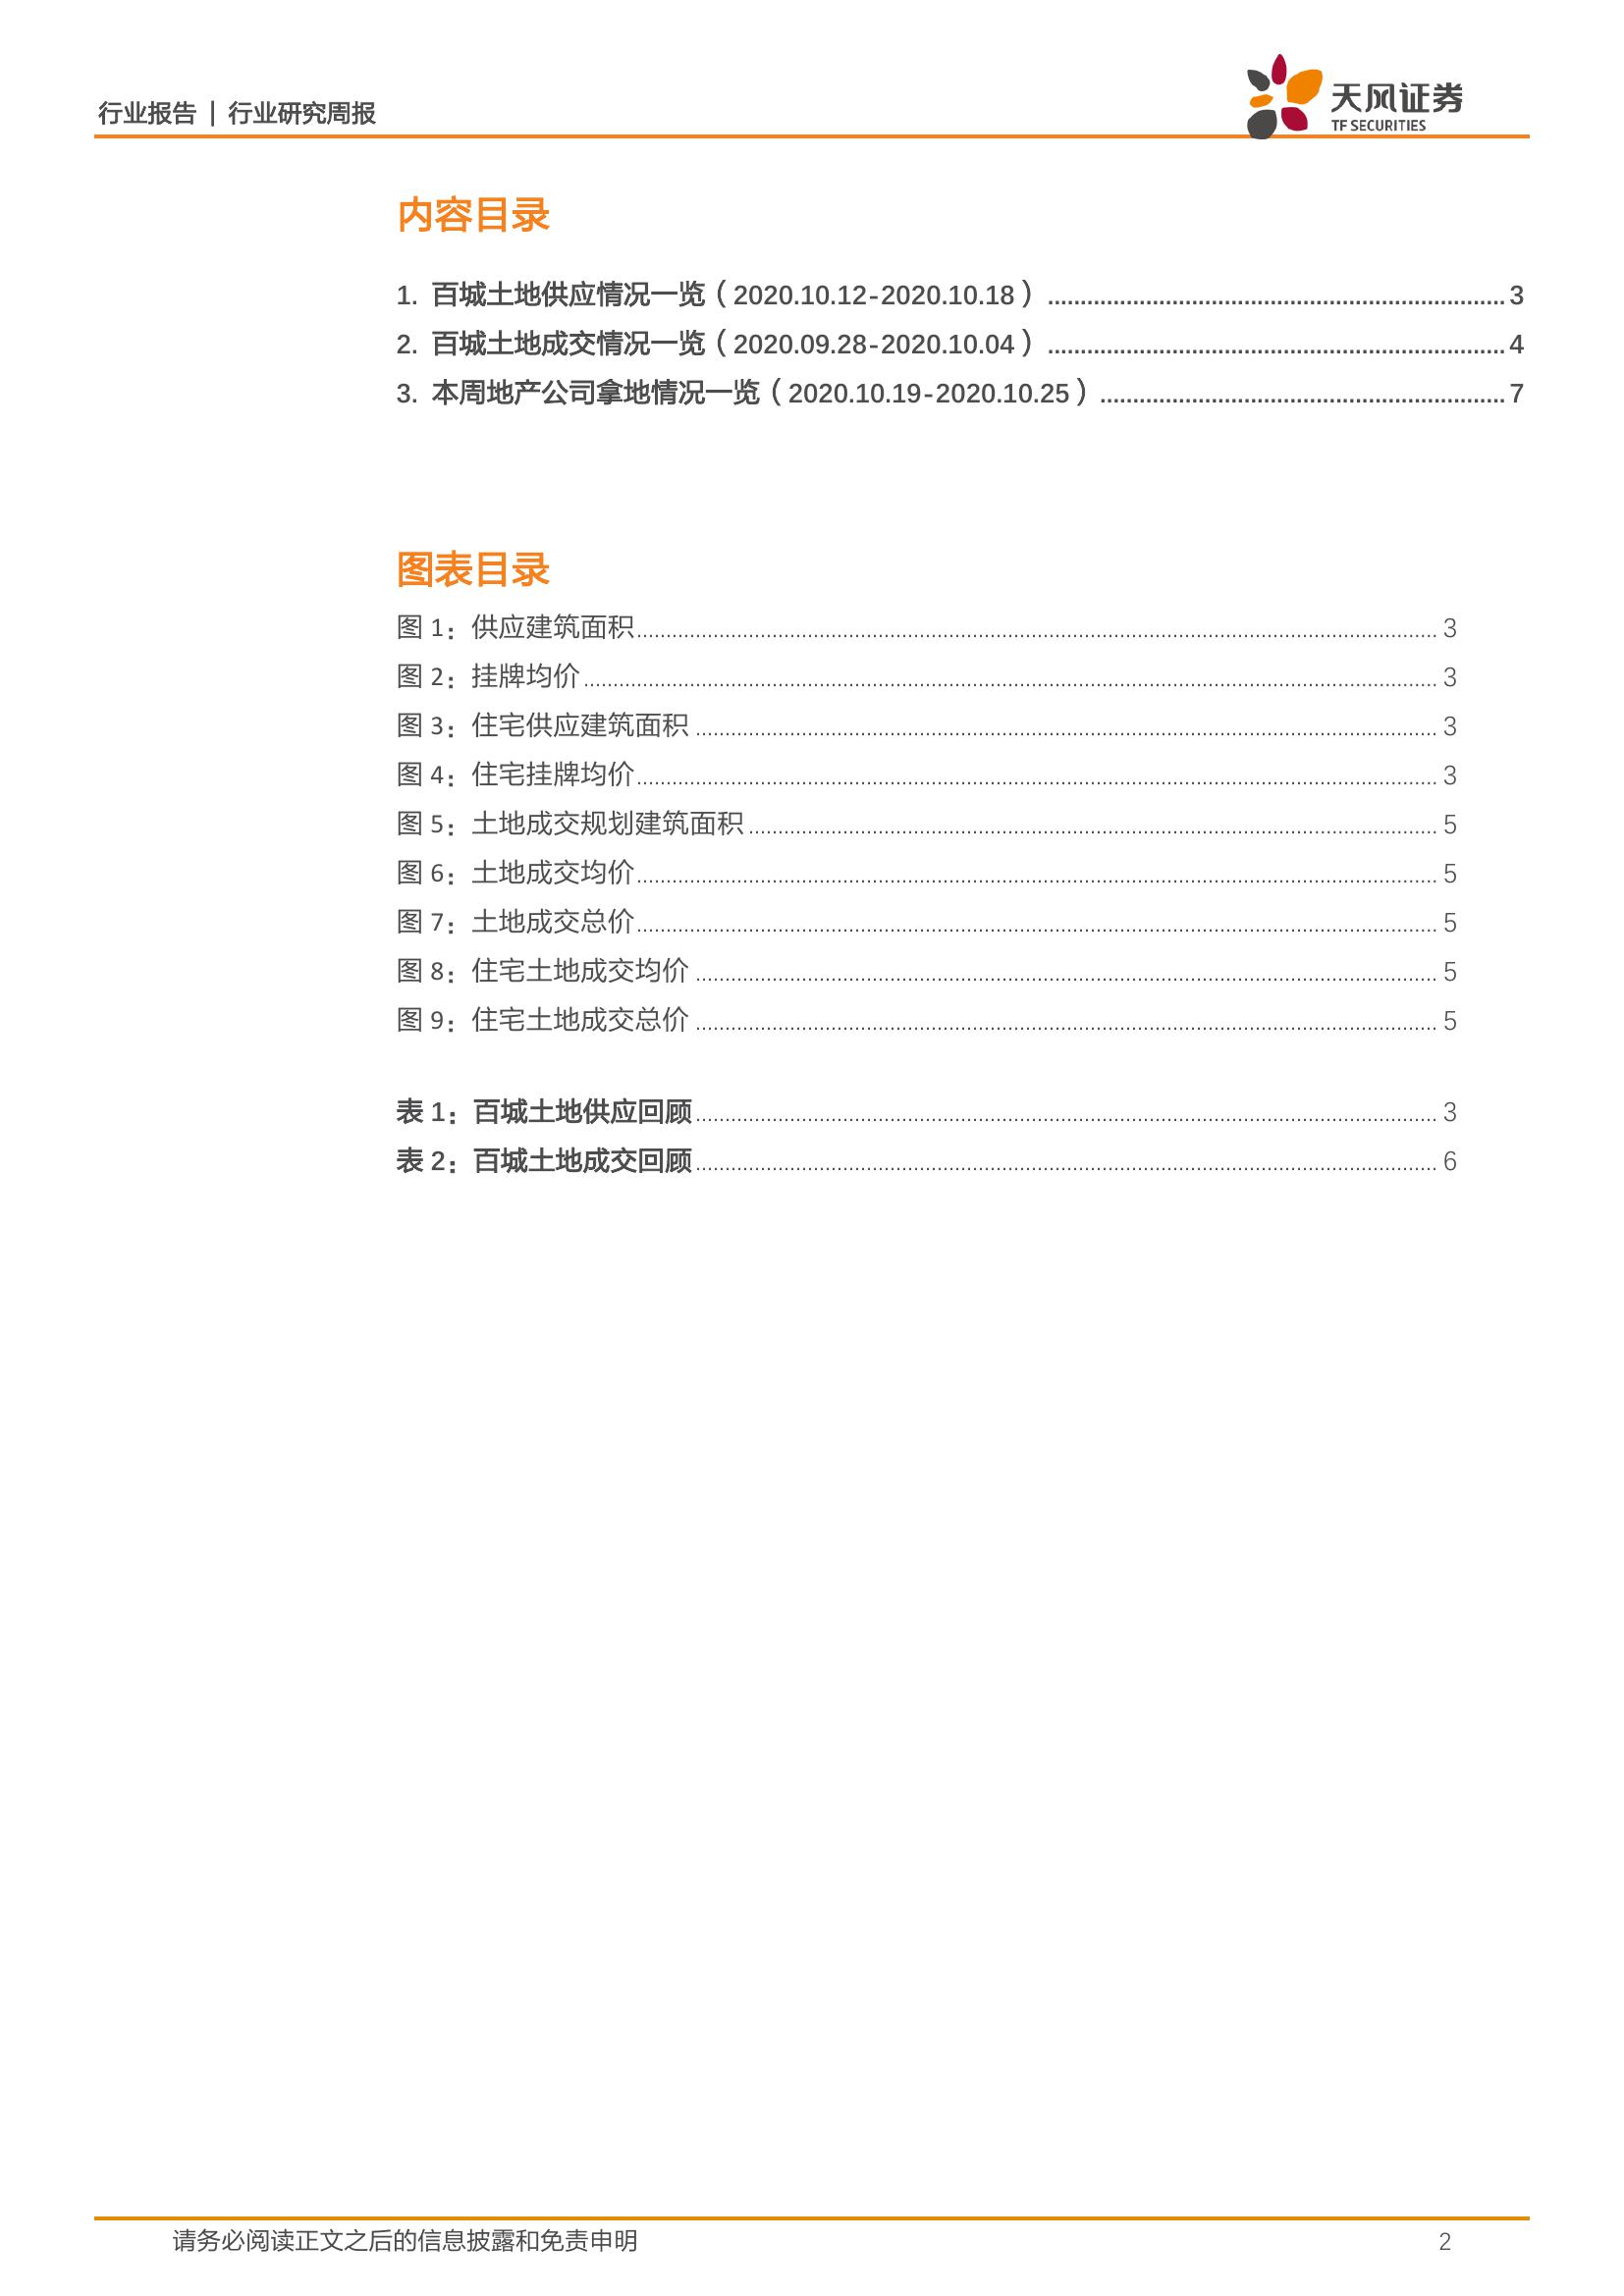 行业报告 | 行业研究周报
天风证券
TF SECURITIES
内容目录
1. 百城土地供应情况一览（2020.10.12-2020.10.18）........................................3
2. 百城土地成交情况一览（2020.09.28-2020.10.04）........................................4
3. 本周地产公司拿地情况一览（2020.10.19-2020.10.25）........................................7
图表目录
图 1：供应建筑面积........................................3
图 2：挂牌均价........................................3
图 3：住宅供应建筑面积........................................3
图 4：住宅挂牌均价........................................3
图 5：土地成交规划建筑面积........................................5
图 6：土地成交均价........................................5
图 7：土地成交总价........................................5
图 8：住宅土地成交均价........................................5
图 9：住宅土地成交总价........................................5
表 1：百城土地供应回顾........................................3
表 2：百城土地成交回顾........................................6
请务必阅读正文之后的信息披露和免责申明 2